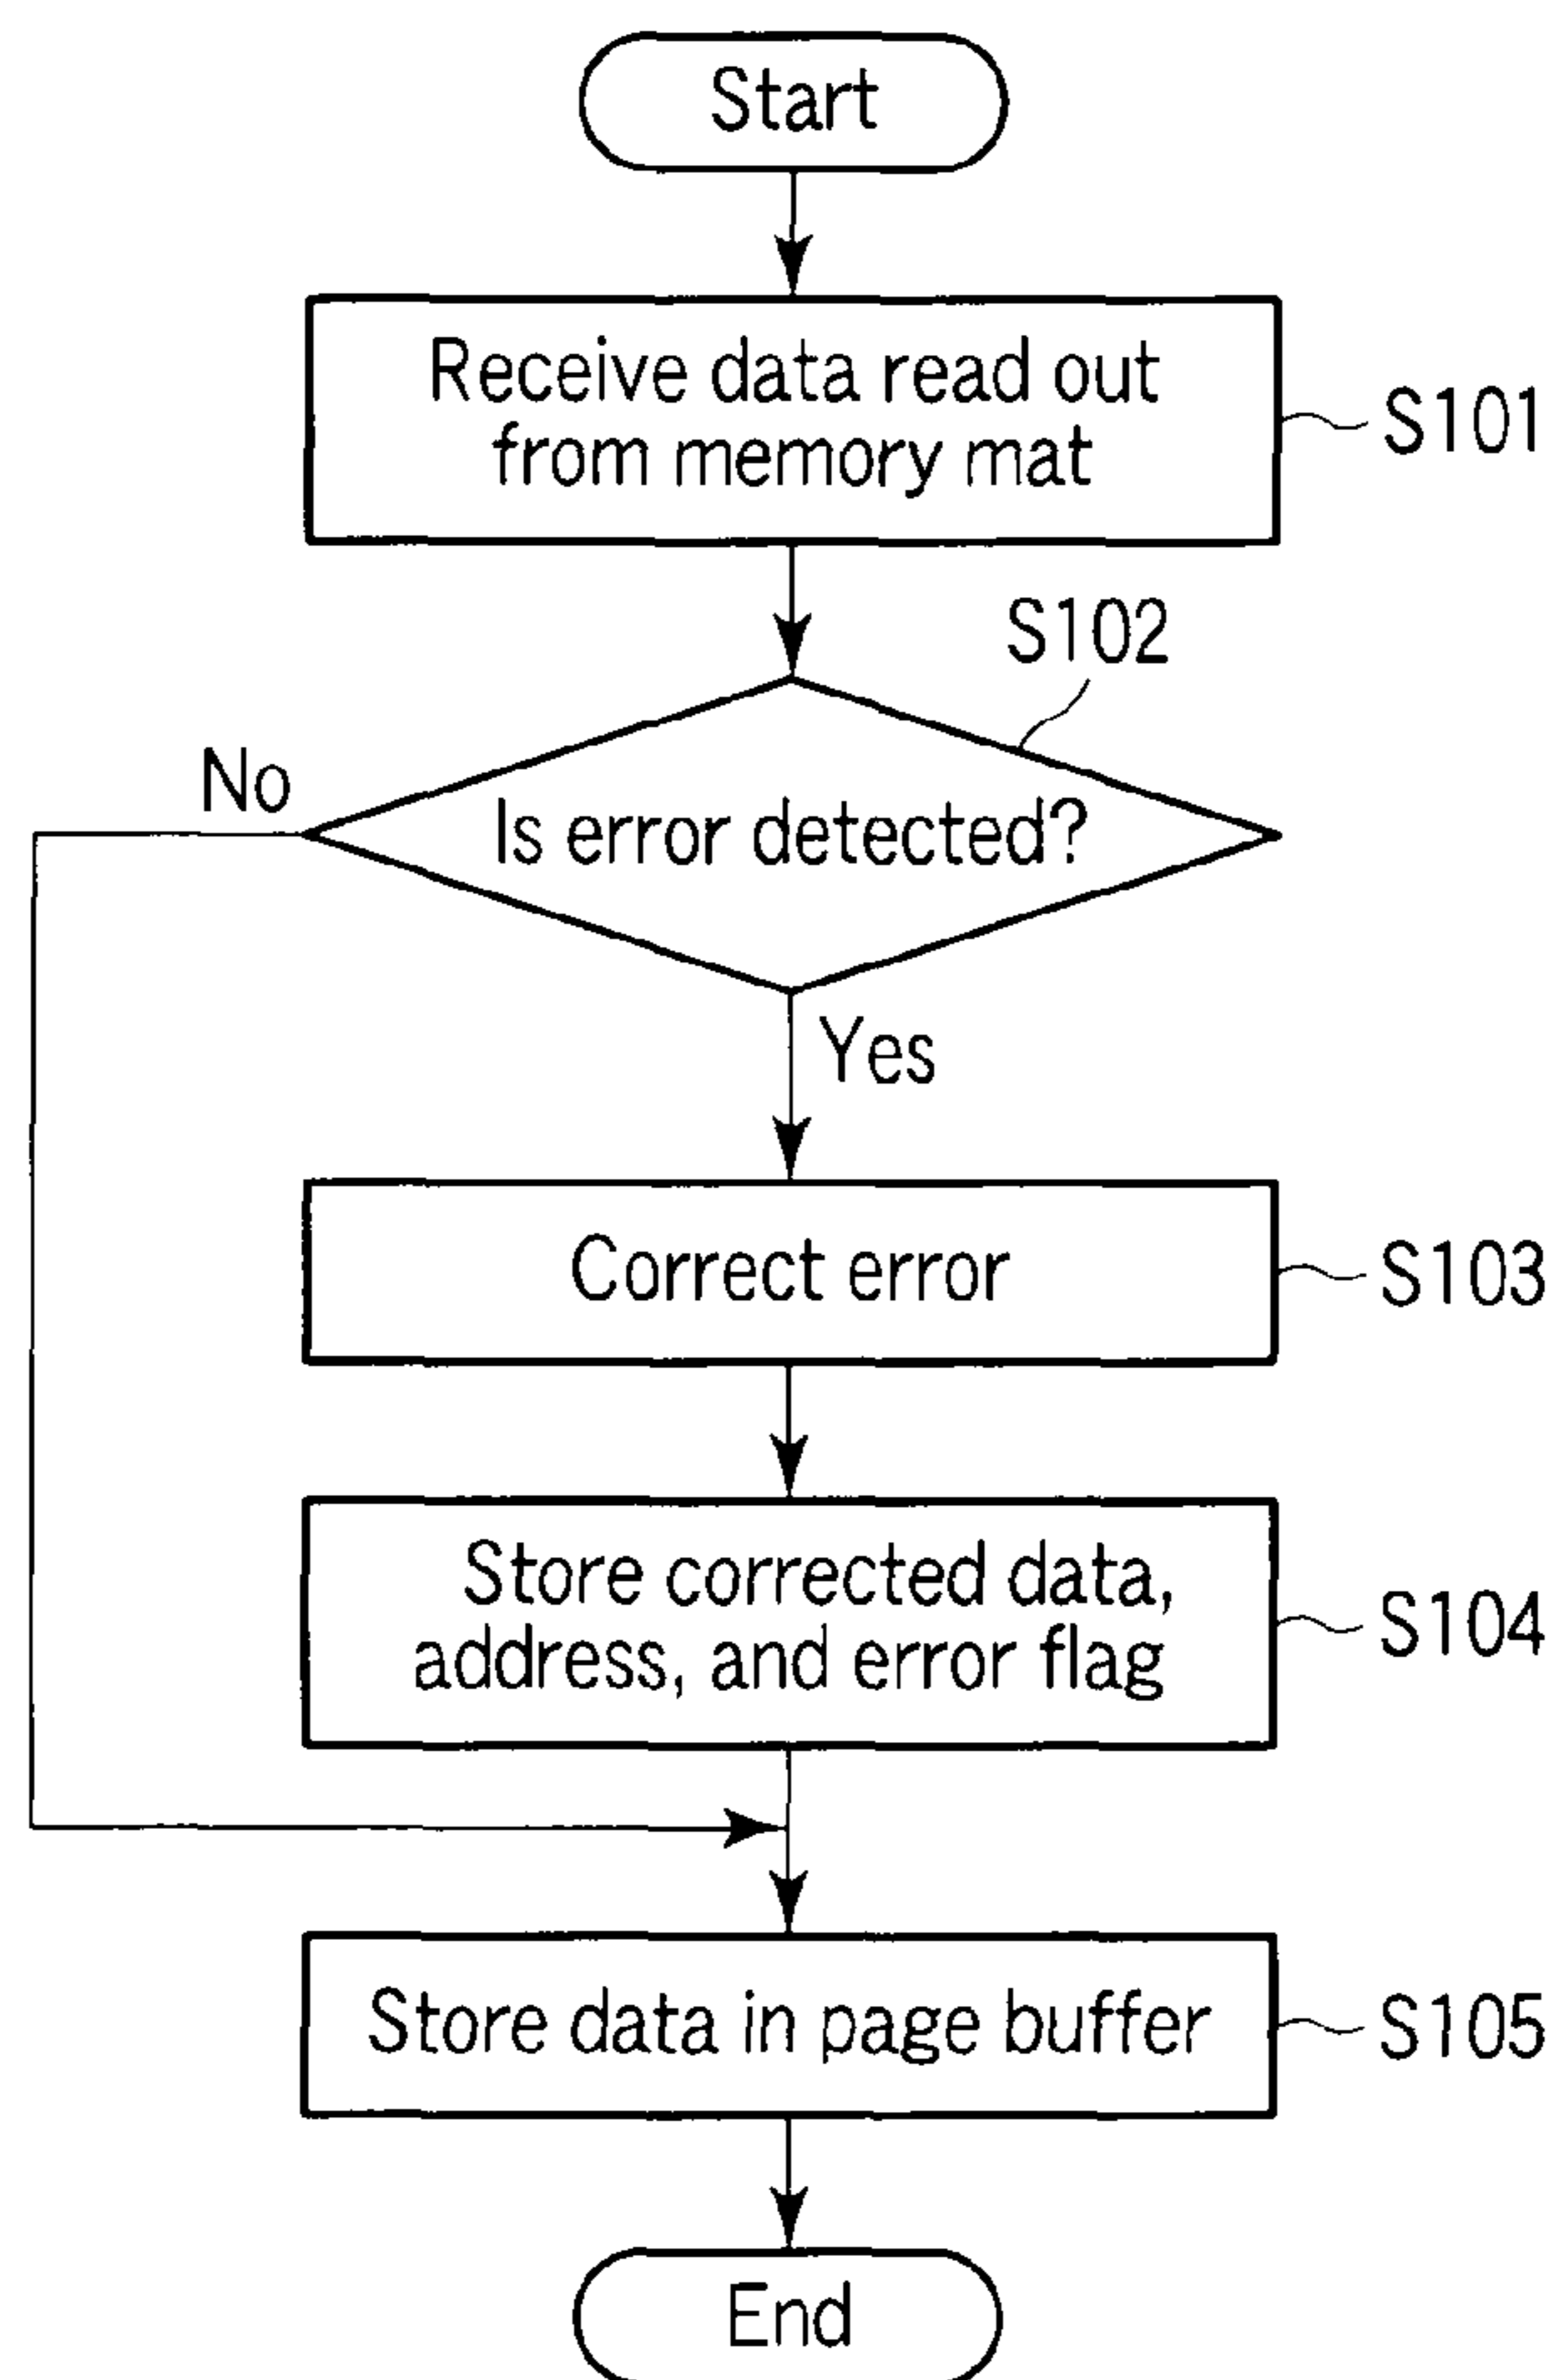 Start
Receive data read out
from memory mat
S101
S102
No
Is error detected?
Yes
Correct error
S103
Store corrected data,
address, and error flag
S104
Store data in page buffer
S105
End